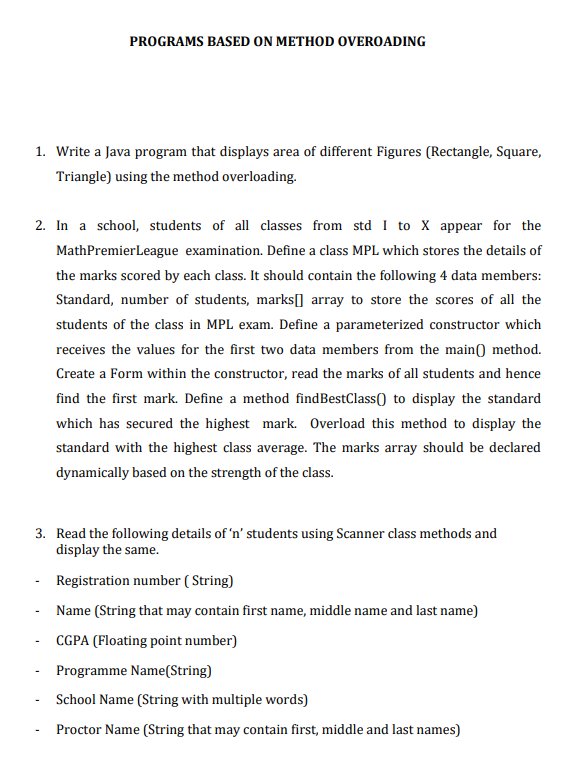 PROGRAMS BASED ON METHOD OVEROADING
1. Write a Java program that displays area of different Figures (Rectangle, Square,
Triangle) using the method overloading.
2. In a school, students of all classes from std I to X appear for the
MathPremierLeague examination. Define a class MPL which stores the details of
the marks scored by each class. It should contain the following 4 data members:
Standard, number of students, marks[] array to store the scores of all the
students of the class in MPL exam. Define a parameterized constructor which
receives the values for the first two data members from the main() method.
Create a Form within the constructor, read the marks of all students and hence
find the first mark. Define a method findBestClass() to display the standard
which has secured the highest mark. Overload this method to display the
standard with the highest class average. The marks array should be declared
dynamically based on the strength of the class.
3. Read the following details of 'n' students using Scanner class methods and
display the same.
- Registration number ( String)
- Name (String that may contain first name, middle name and last name)
- CGPA (Floating point number)
- Programme Name(String)
- School Name (String with multiple words)
- Proctor Name (String that may contain first, middle and last names)